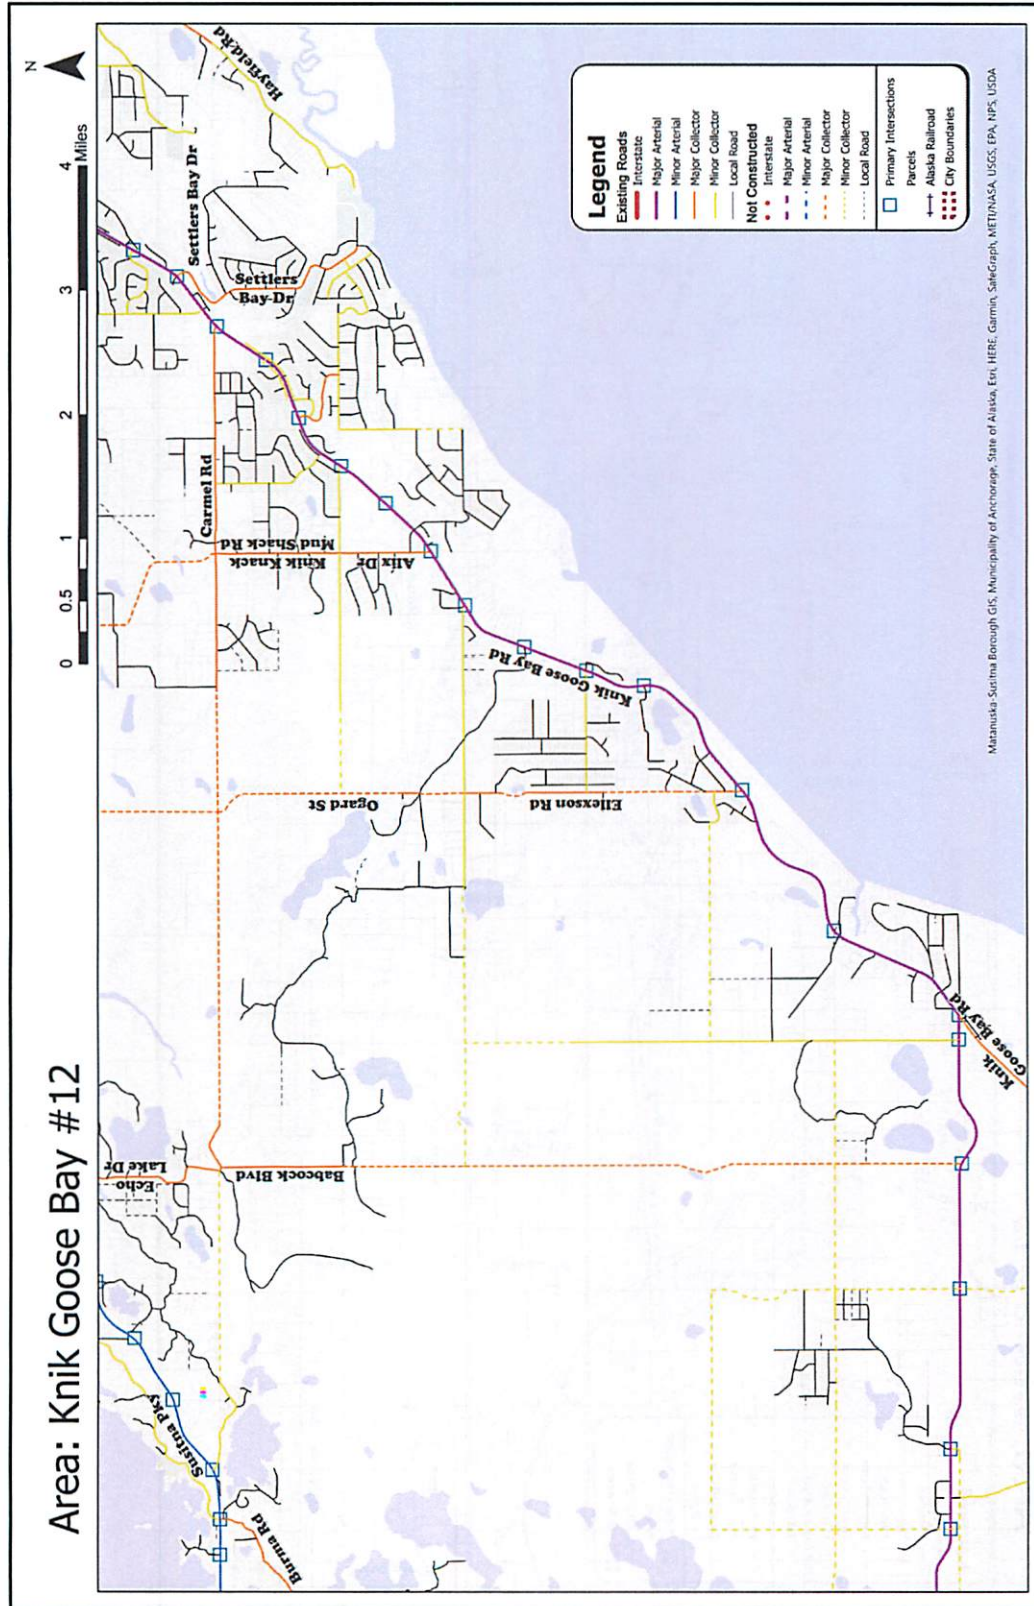 Area: Knik Goose Bay #12
N
0 0.5 1 2 3 4 Miles
Hayfield Rd
Settlers Bay Dr
Settlers
Bay Dr
Carmel Rd
Mud Shack Rd
Knik Knack
Alix Dr
Knik Goose Bay Rd
Ogard St
Ellexson Rd
Echo
Lake Dr
Babcock Blvd
Susitna Pky
Burma Rd
Knik
Goose Bay Rd
Legend
Existing Roads
Interstate
Major Arterial
Minor Arterial
Major Collector
Minor Collector
Local Road
Not Constructed
Interstate
Major Arterial
Minor Arterial
Major Collector
Minor Collector
Local Road
Primary Intersections
Parcels
Alaska Railroad
City Boundaries
Matanuska-Susitna Borough GIS, Municipality of Anchorage, State of Alaska, Esri, HERE, Garmin, SafeGraph, METI/NASA, USGS, EPA, NPS, USDA